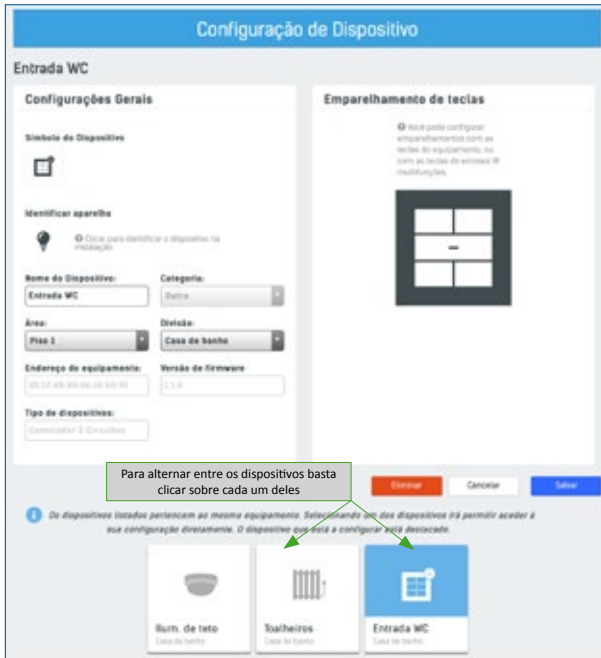 Configuração de Dispositivo
Entrada WC
Configurações Gerais
Símbolo do Dispositivo
Identificar aparelho
Clicar para identificar o dispositivo na
instalação.
Nome do Dispositivo:
Categoria:
Entrada WC
Outro
Área:
Divisão:
Piso 1
Casa de banho
Endereço do equipamento:
Versão de firmware
Tipo de dispositivos:
Comutador 2 Circuitos
Emparelhamento de teclas
Você pode configurar
emparelhamentos com as
teclas do equipamento, ou
com as teclas do emissor
multifunções.
Para alternar entre os dispositivos basta
clicar sobre cada um deles
Eliminar
Cancelar
Salvar
Os dispositivos listados pertencem ao mesmo equipamento. Selecionando um dos dispositivos irá permitir aceder à
sua configuração diretamente. O dispositivo que está a configurar está destacado.
Ilum. de teto
Casa de banho
Toalheiros
Casa de banho
Entrada WC
Casa de banho